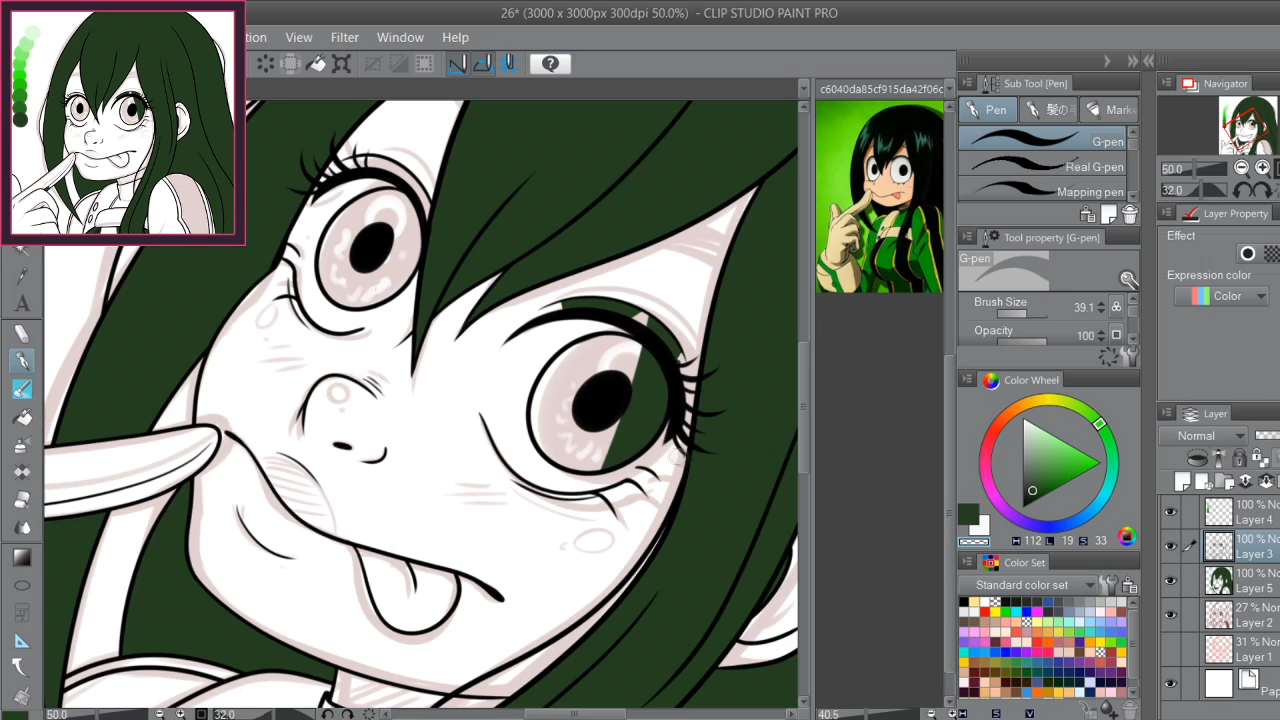 26* (3000 x 3000px 300dpi 50.0%) - CLIP STUDIO PAINT PRO
tion View Filter Window Help
c6040da85cf915da42f06c
Sub Tool [Pen]
Pen 髪の毛 Mark
G-pen
Real G-pen
Mapping pen
Tool property [G-pen]
G-pen
Brush Size 39.1
Opacity 100
Color Wheel
H 112 L 19 S 33
Color Set
Standard color set
Navigator
50.0
32.0
Layer Property
Effect
Expression color
Color
Layer
Normal
100 % No
Layer 4
100 % No
Layer 3
100 % No
Layer 5
27 % No
Layer 2
31 % No
Layer 1
Pap
A
50.0 32.0
40.5
H S V